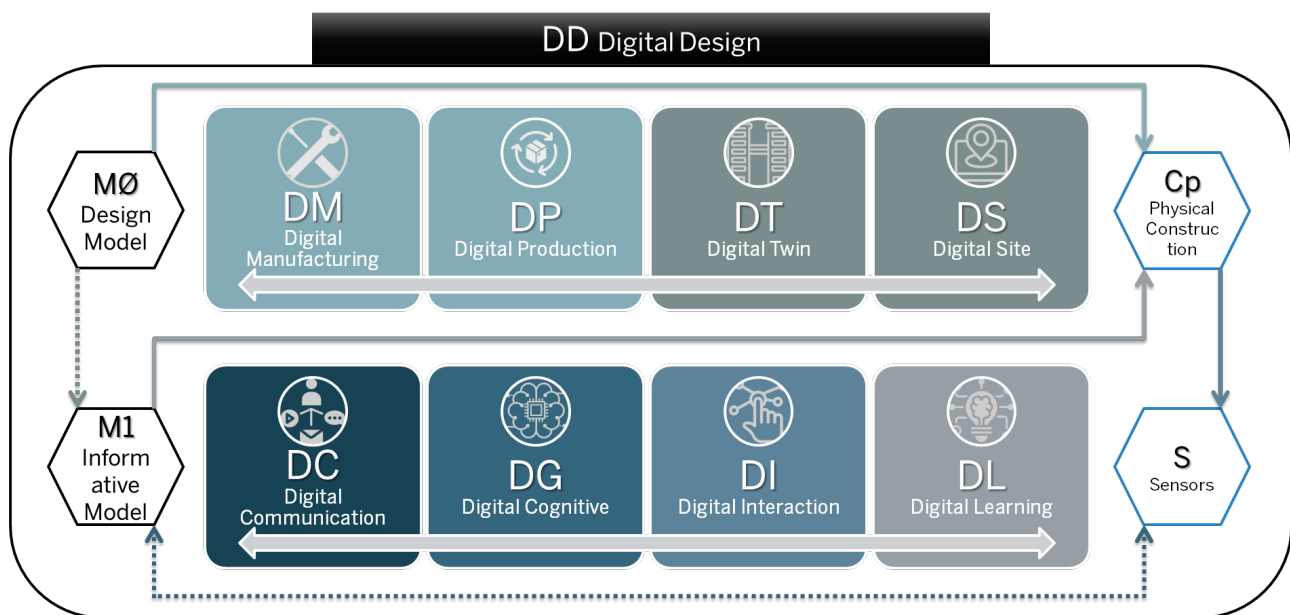 DD Digital Design
MØ
Design
Model
DM
Digital
Manufacturing
DP
Digital Production
DT
Digital Twin
DS
Digital Site
Cp
Physical
Construc
tion
M1
Inform
ative
Model
DC
Digital
Communication
DG
Digital Cognitive
DI
Digital Interaction
DL
Digital Learning
S
Sensors